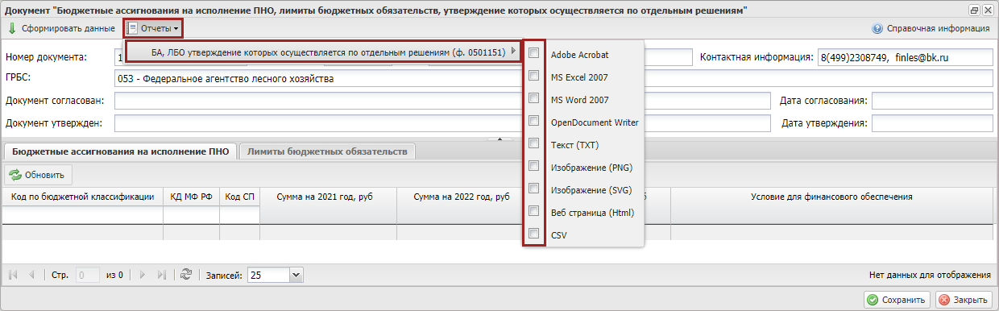 Документ "Бюджетные ассигнования на исполнение ПНО, лимиты бюджетных обязательств, утверждение которых осуществляется по отдельным решениям"
Сформировать данные Отчеты Справочная информация
БА, ЛБО утверждение которых осуществляется по отдельным решениям (ф. 0501151)
Adobe Acrobat
MS Excel 2007
MS Word 2007
OpenDocument Writer
Текст (TXT)
Изображение (PNG)
Изображение (SVG)
Веб страница (Html)
CSV
Номер документа: 1 Контактная информация: 8(499)2308749, finles@bk.ru
ГРБС: 053 - Федеральное агентство лесного хозяйства
Документ согласован: Дата согласования:
Документ утвержден: Дата утверждения:
Бюджетные ассигнования на исполнение ПНО Лимиты бюджетных обязательств
Обновить
Код по бюджетной классификации КД МФ РФ Код СП Сумма на 2021 год, руб Сумма на 2022 год, руб Условие для финансового обеспечения
Стр. 0 из 0 Записей: 25 Нет данных для отображения
Сохранить Закрыть